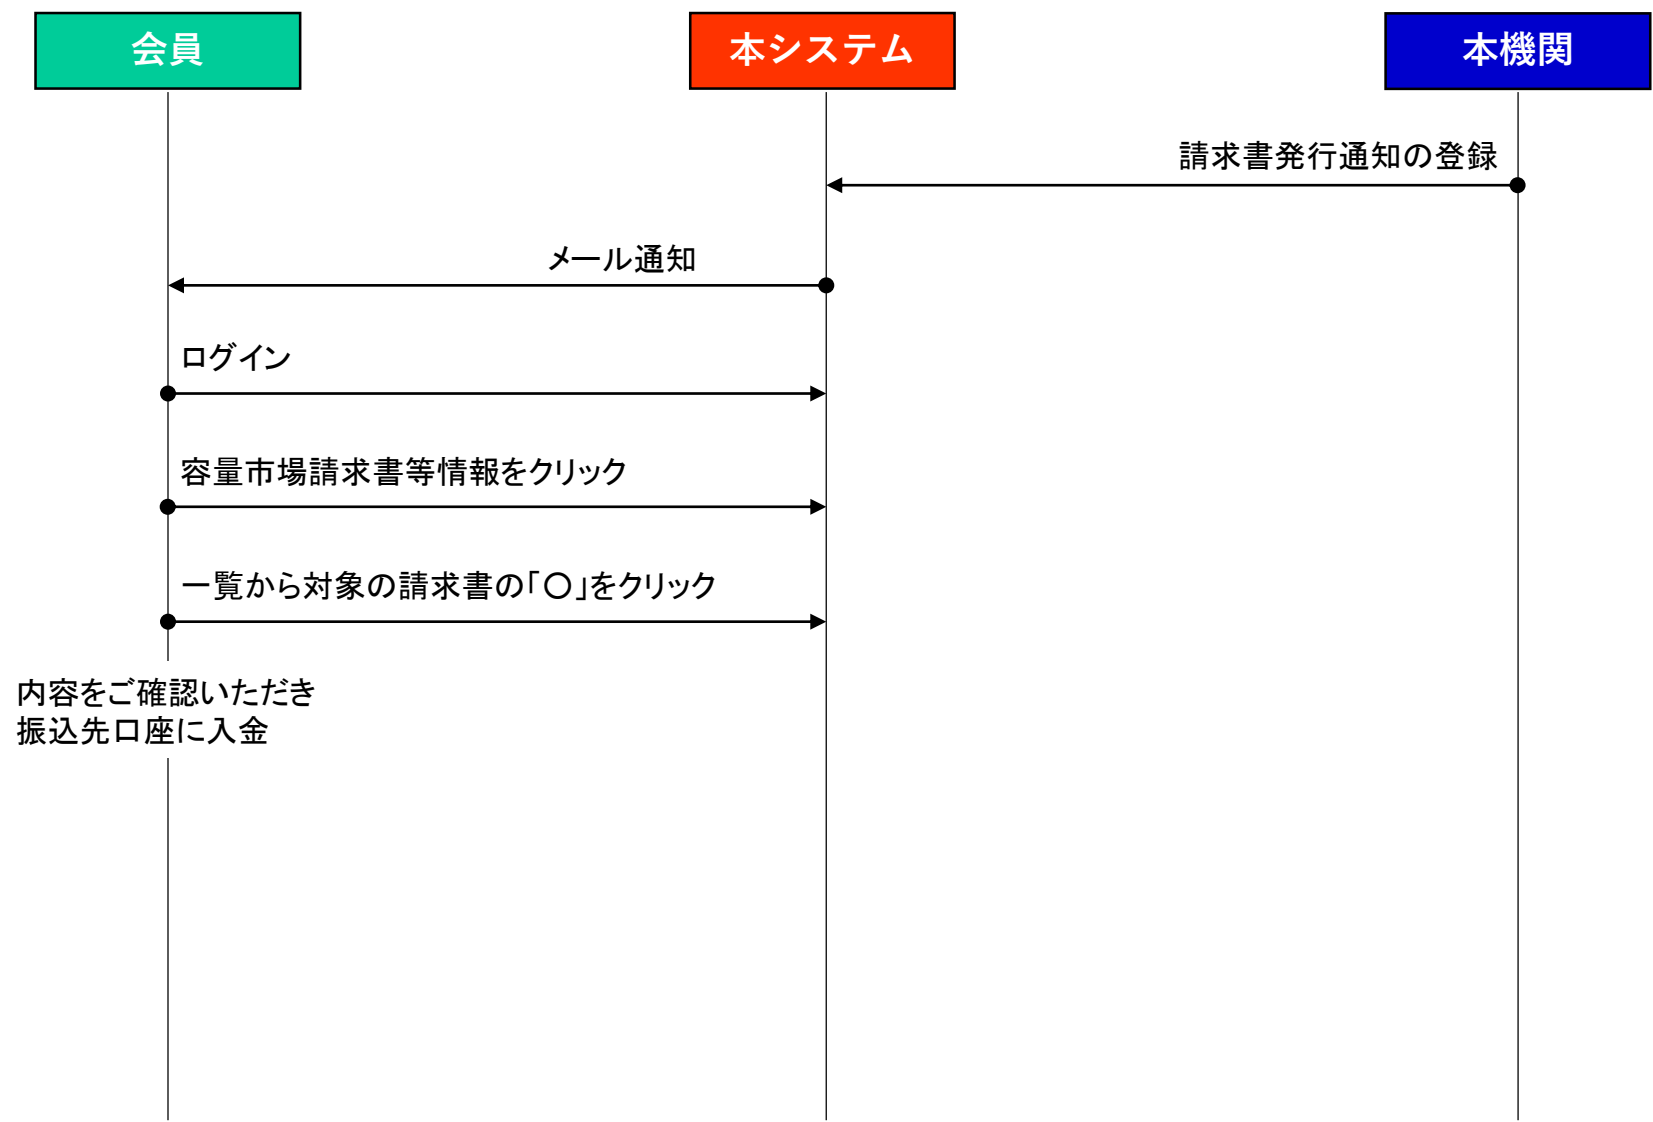 会員
本システム
本機関
請求書発行通知の登録
メール通知
ログイン
容量市場請求書等情報をクリック
一覧から対象の請求書の「〇」をクリック
内容をご確認いただき
振込先口座に入金